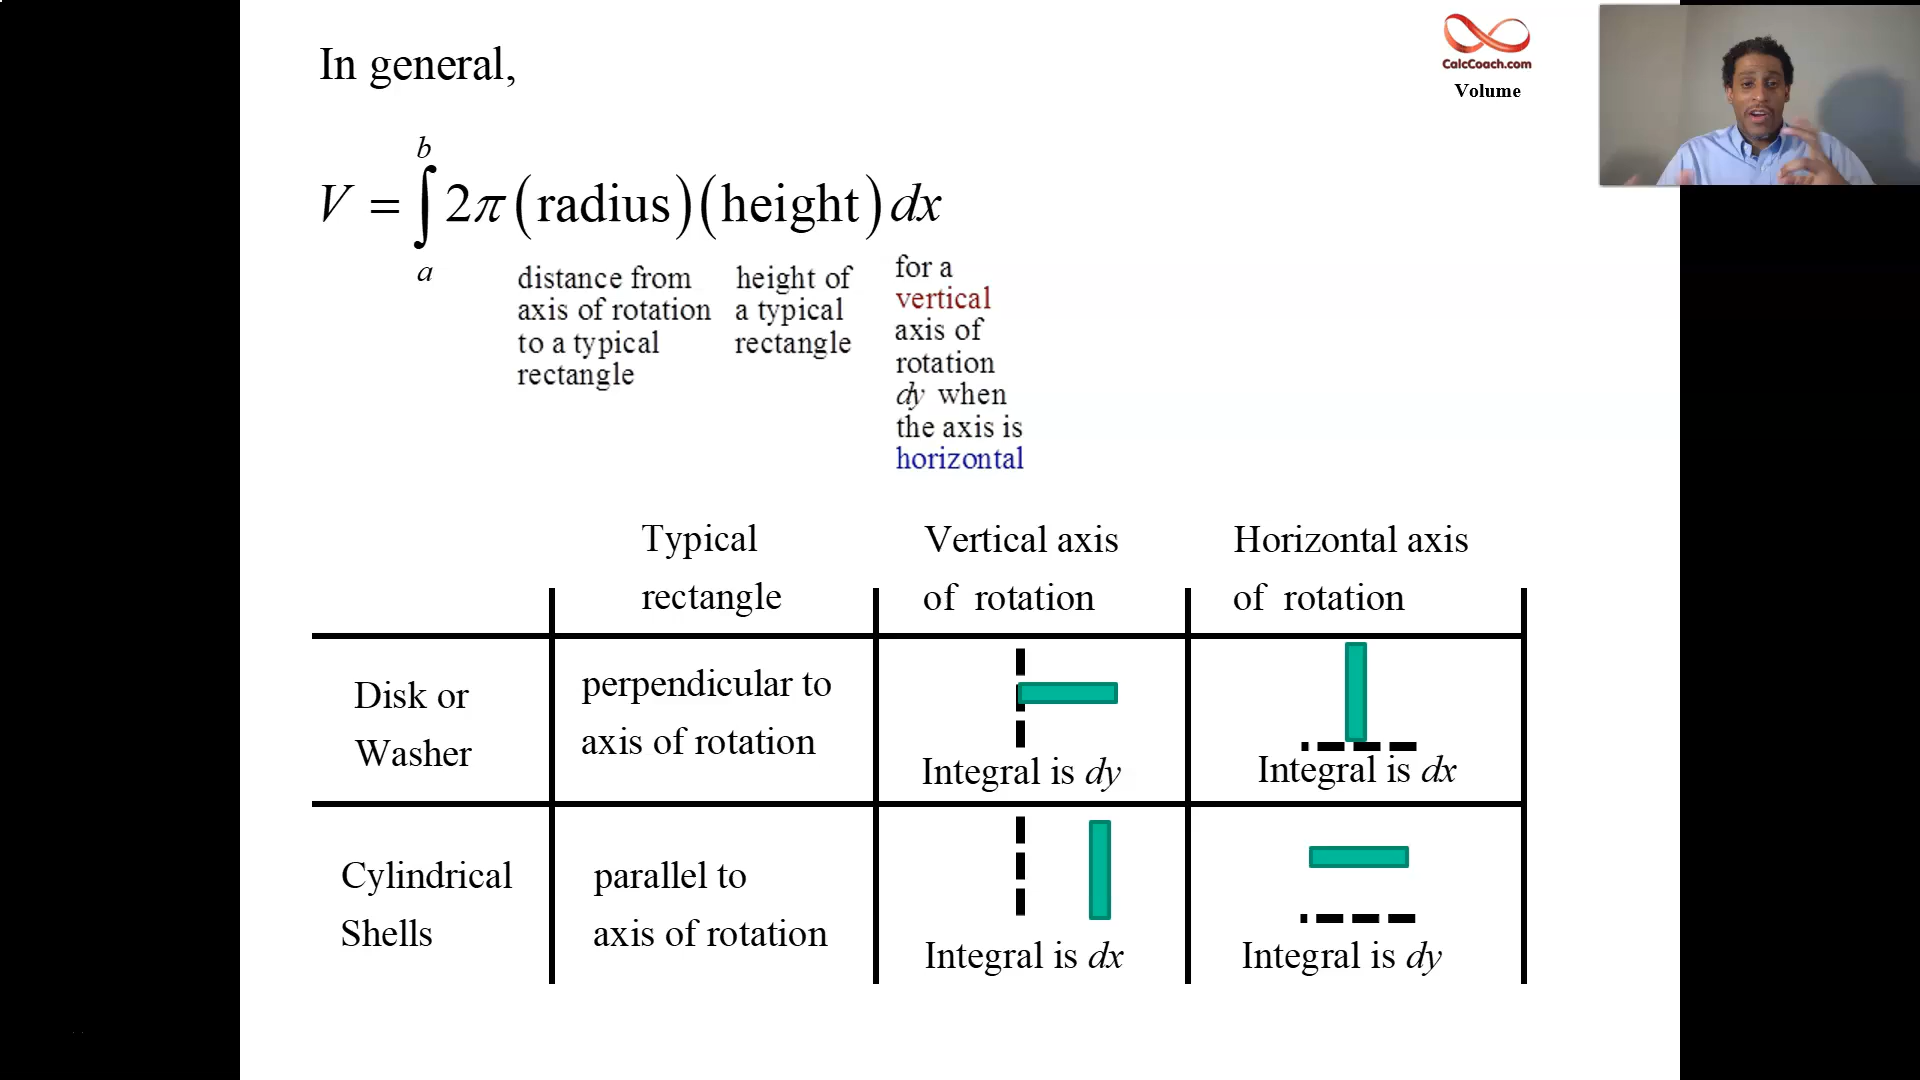 In general,
CalcCoach.com
Volume
b
V = ∫ 2π (radius)(height) dx
a
distance from
axis of rotation
to a typical
rectangle
height of
a typical
rectangle
for a
vertical
axis of
rotation
dy when
the axis is
horizontal
Typical
rectangle
Vertical axis
of rotation
Horizontal axis
of rotation
Disk or
Washer
perpendicular to
axis of rotation
Integral is dy
Integral is dx
Cylindrical
Shells
parallel to
axis of rotation
Integral is dx
Integral is dy